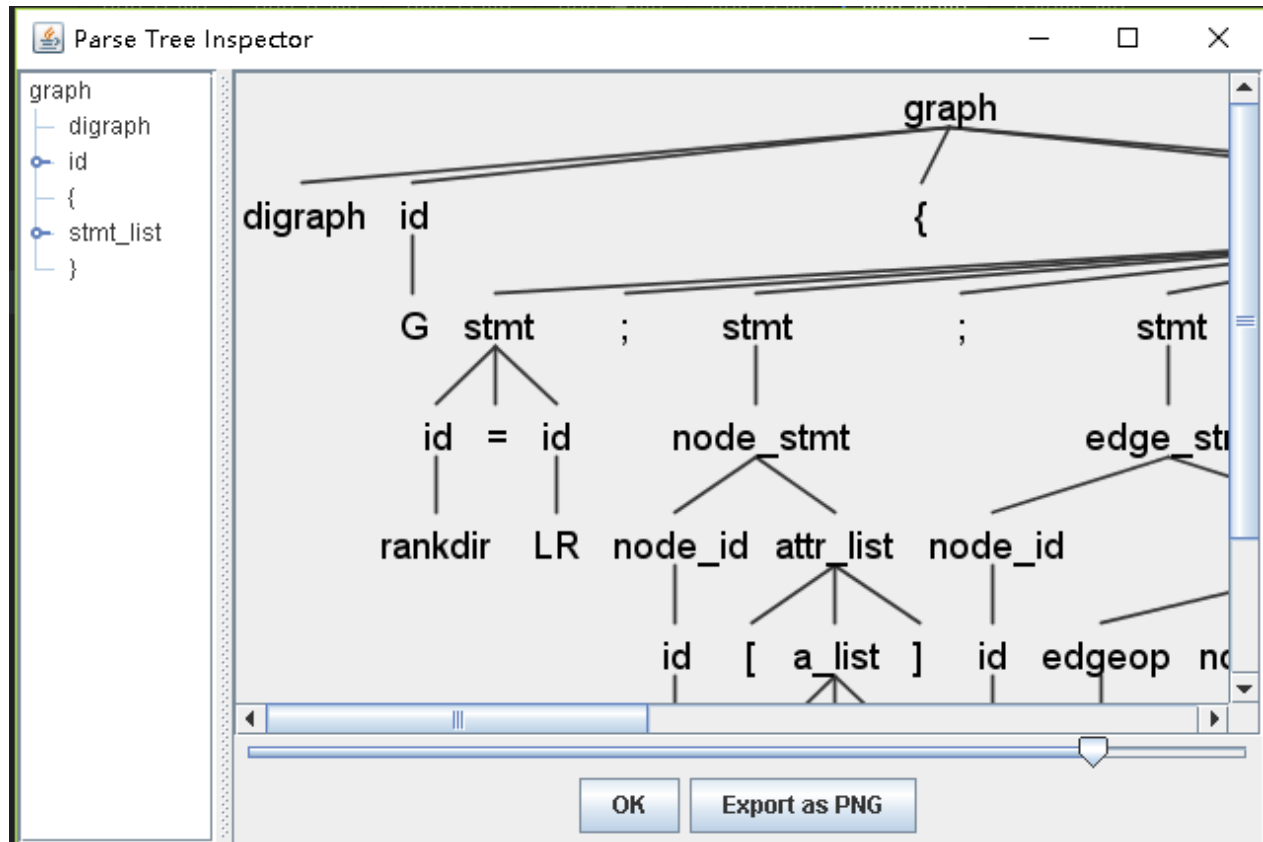 Parse Tree Inspector
graph
digraph
id
{
stmt_list
}
graph
digraph id {
G stmt ; stmt ; stmt
id = id node_stmt edge_st
rankdir LR node_id attr_list node_id
id [ a_list ] id edgeop
OK Export as PNG